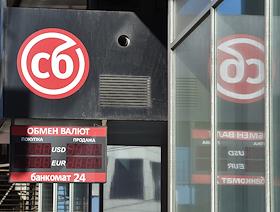 сб
ОБМЕН ВАЛЮТ
ПОКУПКА ПРОДАЖА
USD
EUR
банкомат 24